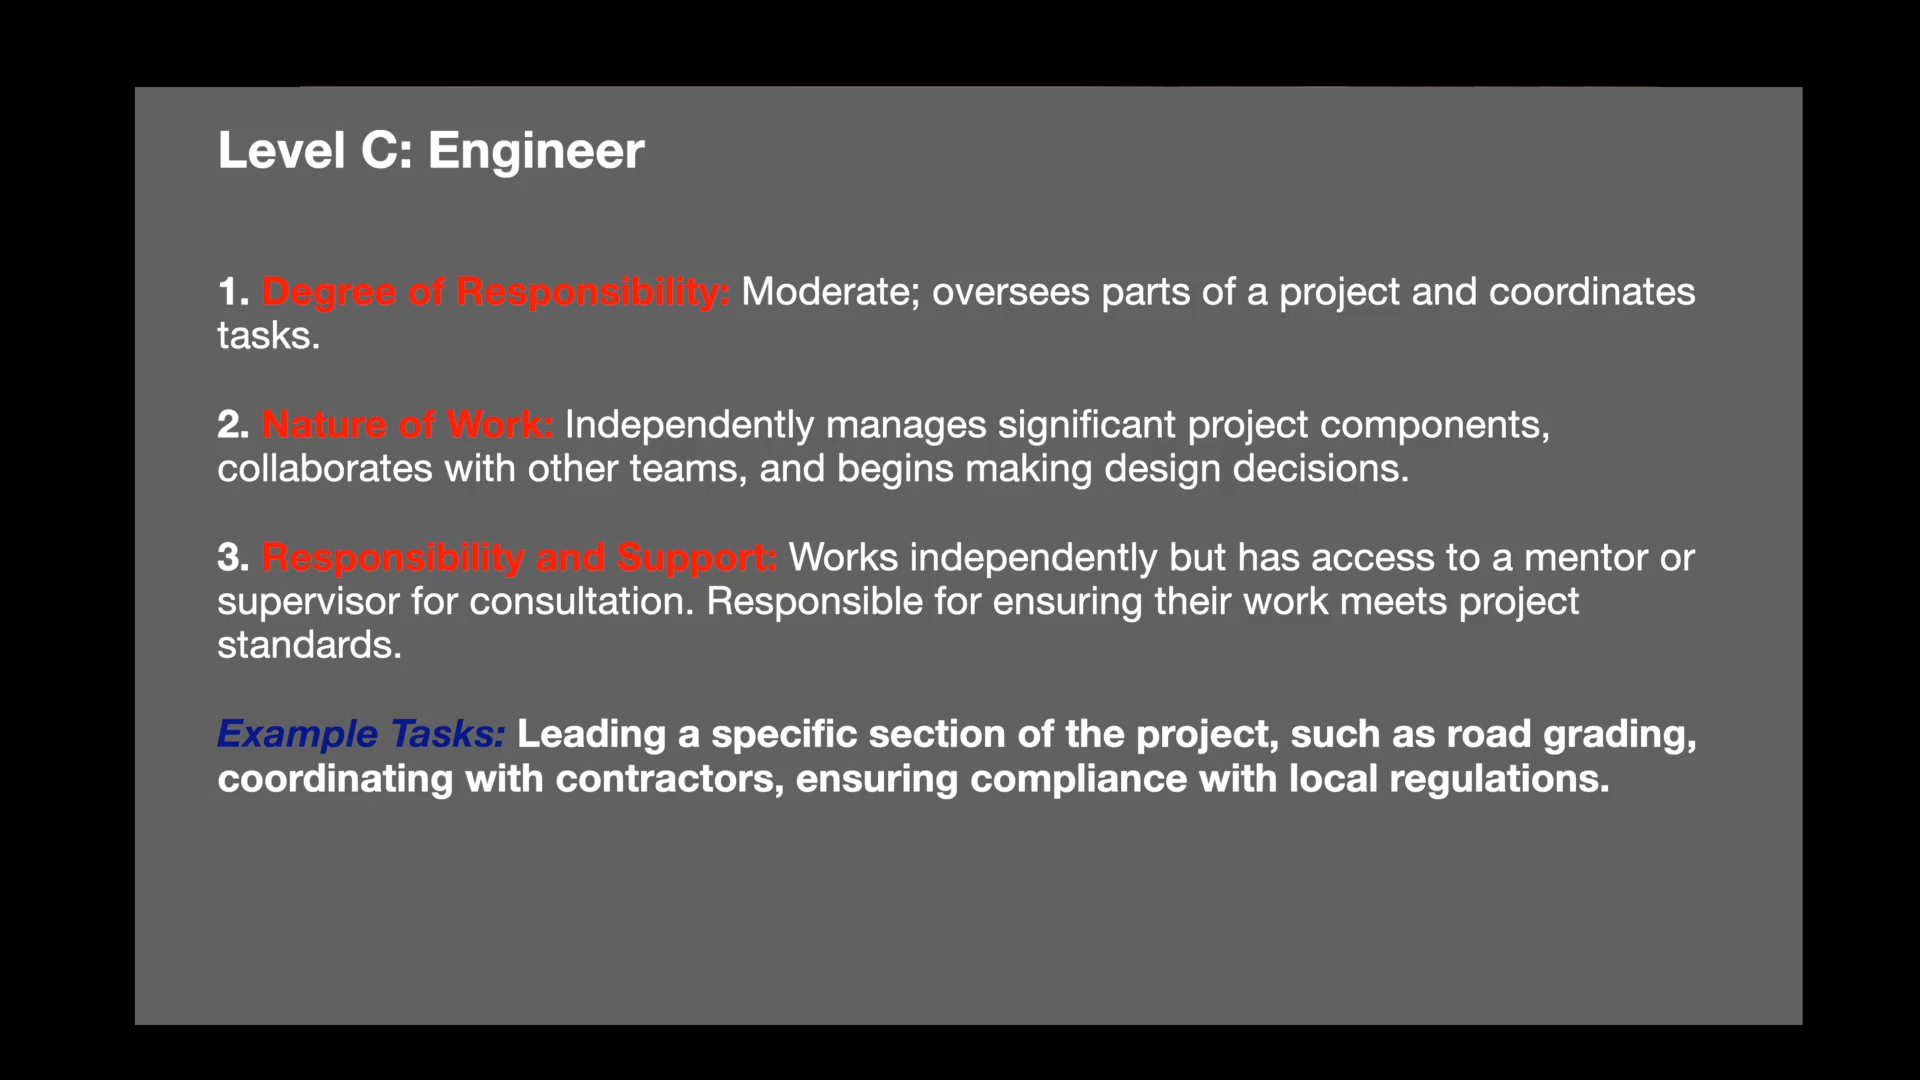 Level C: Engineer
1. Degree of Responsibility: Moderate; oversees parts of a project and coordinates
tasks.
2. Nature of Work: Independently manages significant project components,
collaborates with other teams, and begins making design decisions.
3. Responsibility and Support: Works independently but has access to a mentor or
supervisor for consultation. Responsible for ensuring their work meets project
standards.
Example Tasks: Leading a specific section of the project, such as road grading,
coordinating with contractors, ensuring compliance with local regulations.